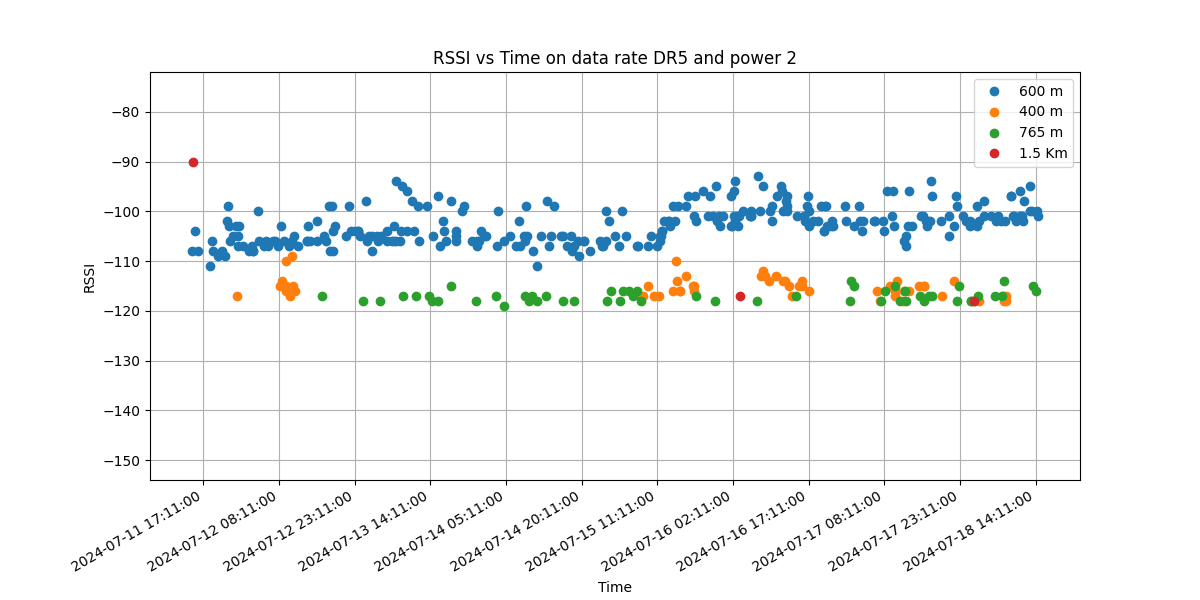 RSSI vs Time on data rate DR5 and power 2
600 m
400 m
765 m
1.5 Km
−80
−90
−100
−110
−120
−130
−140
−150
RSSI
2024-07-11 17:11:00
2024-07-12 08:11:00
2024-07-12 23:11:00
2024-07-13 14:11:00
2024-07-14 05:11:00
2024-07-14 20:11:00
2024-07-15 11:11:00
2024-07-16 02:11:00
2024-07-16 17:11:00
2024-07-17 08:11:00
2024-07-17 23:11:00
2024-07-18 14:11:00
Time